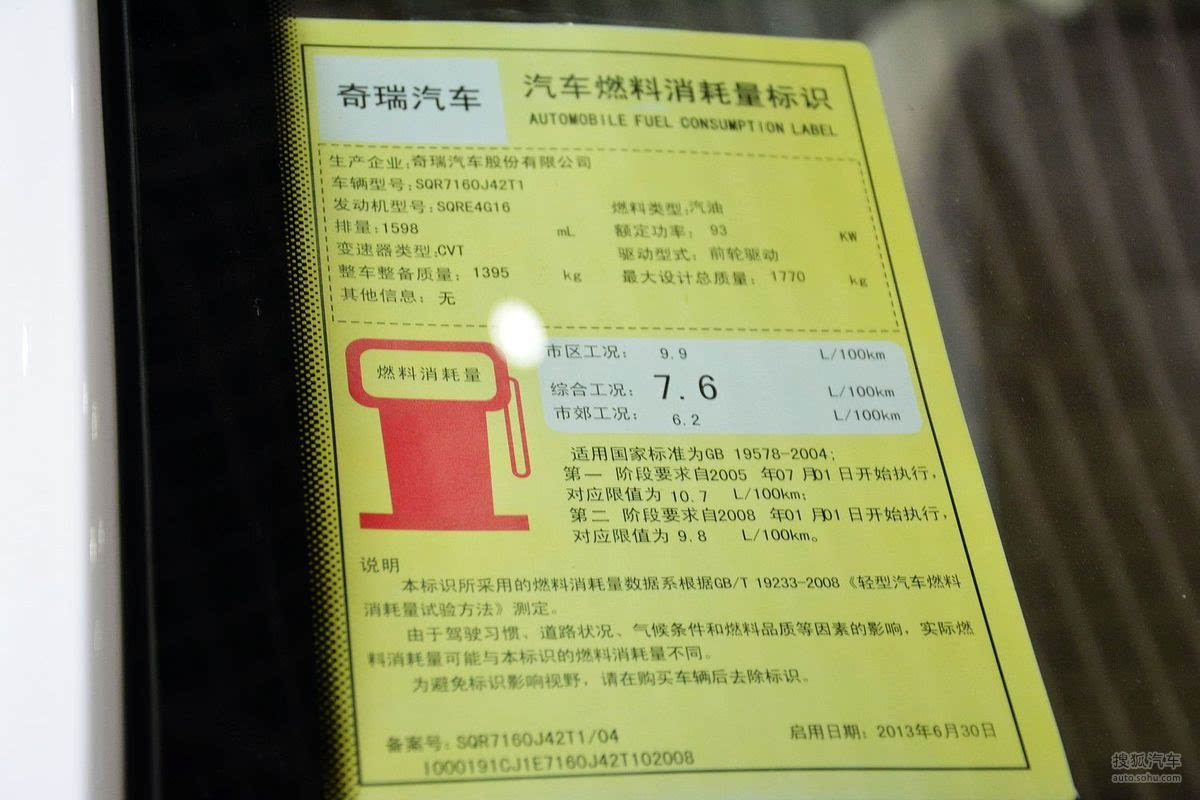 奇瑞汽车
汽车燃料消耗量标识
AUTOMOBILE FUEL CONSUMPTION LABEL
生产企业:奇瑞汽车股份有限公司
车辆型号:SQR7160J42T1
发动机型号:SQRE4G16 燃料类型:汽油
排量:1598 mL 额定功率: 93 KW
变速器类型:CVT 驱动型式: 前轮驱动
整车整备质量: 1395 kg 最大设计总质量: 1770 kg
其他信息: 无
燃料消耗量
市区工况: 9.9 L/100km
综合工况: 7.6 L/100km
市郊工况: 6.2 L/100km
适用国家标准为GB 19578-2004;
第一 阶段要求自2005 年07 月01 日开始执行,
对应限值为 10.7 L/100km;
第二 阶段要求自2008 年01 月01 日开始执行,
对应限值为 9.8 L/100km。
说明
本标识所采用的燃料消耗量数据系根据GB/T 19233-2008《轻型汽车燃料
消耗量试验方法》测定。
由于驾驶习惯、道路状况、气候条件和燃料品质等因素的影响，实际燃
料消耗量可能与本标识的燃料消耗量不同。
为避免标识影响视野，请在购买车辆后去除标识。
备案号: SQR7160J42T1/04 启用日期: 2013年6月30日
I000191CJ1E7160J42T102008
搜狐汽车
auto.sohu.com